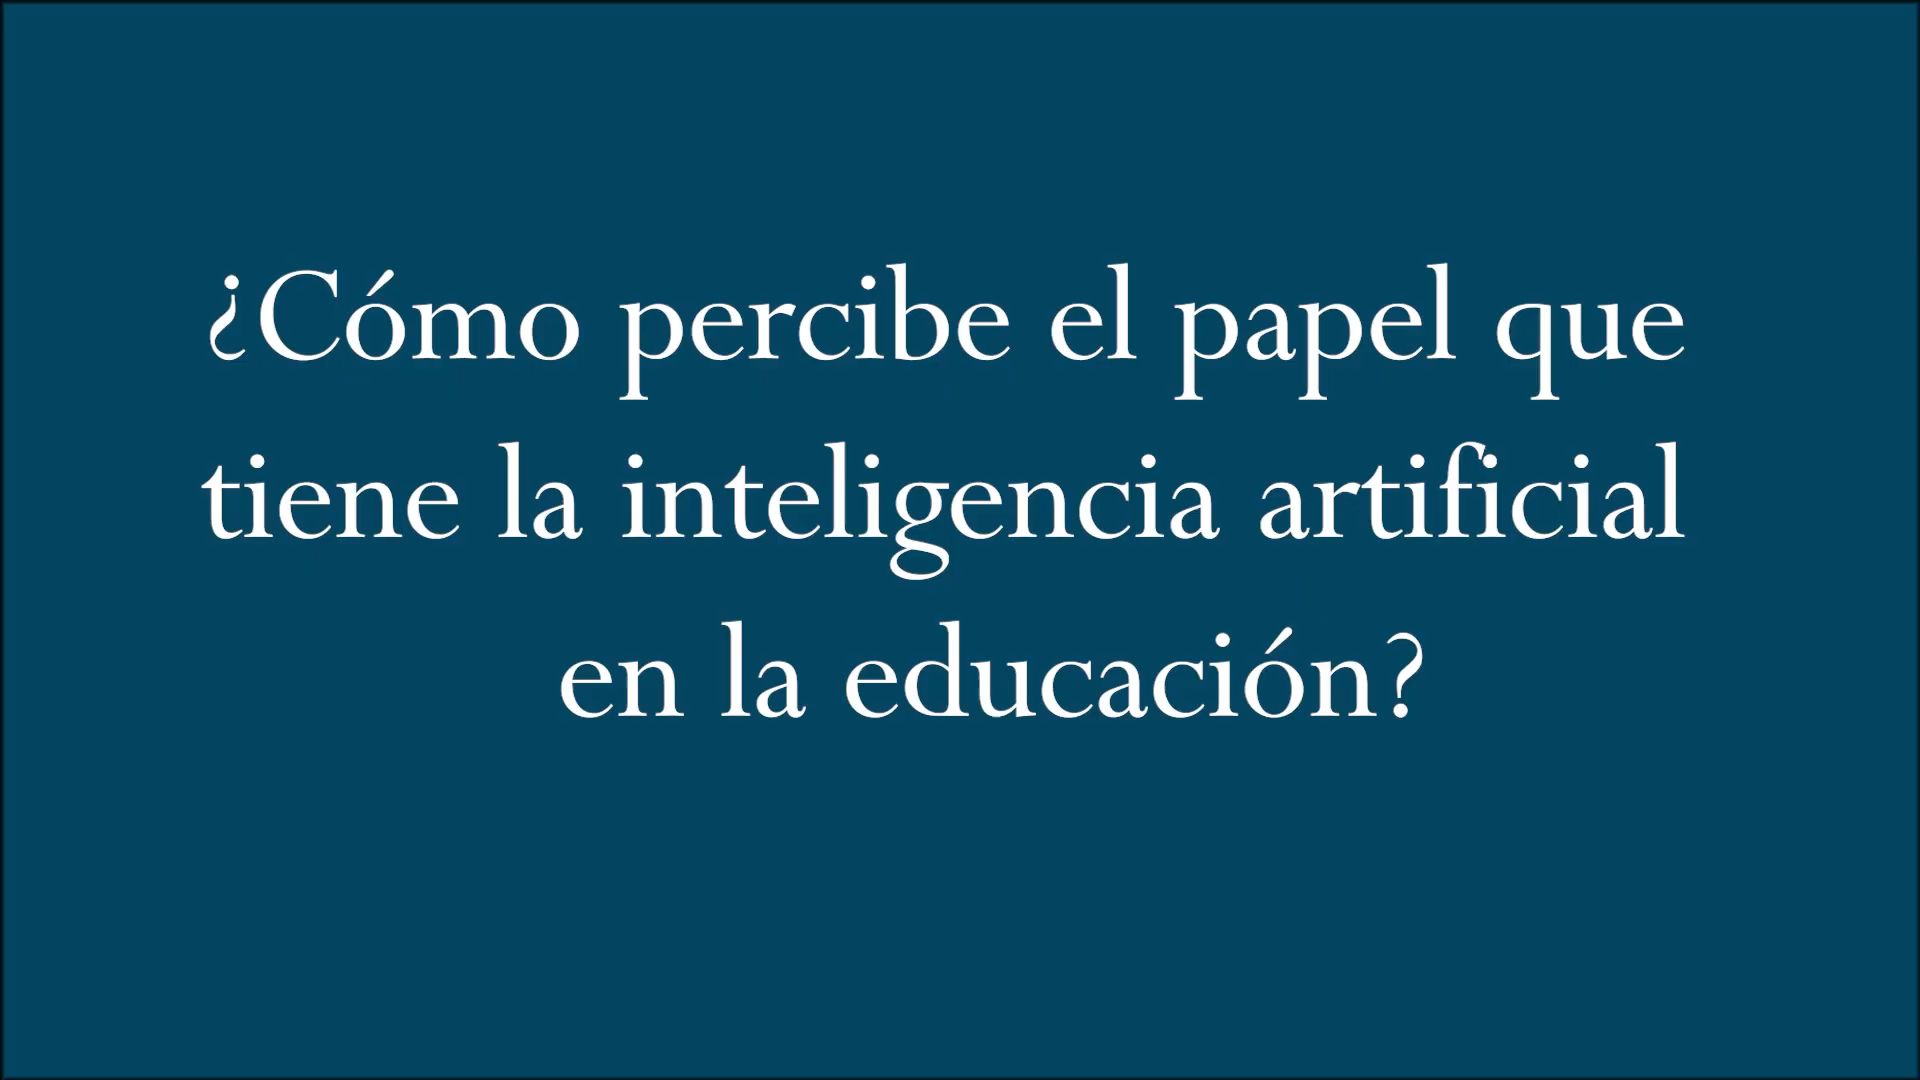 ¿Cómo percibe el papel que
tiene la inteligencia artificial
en la educación?